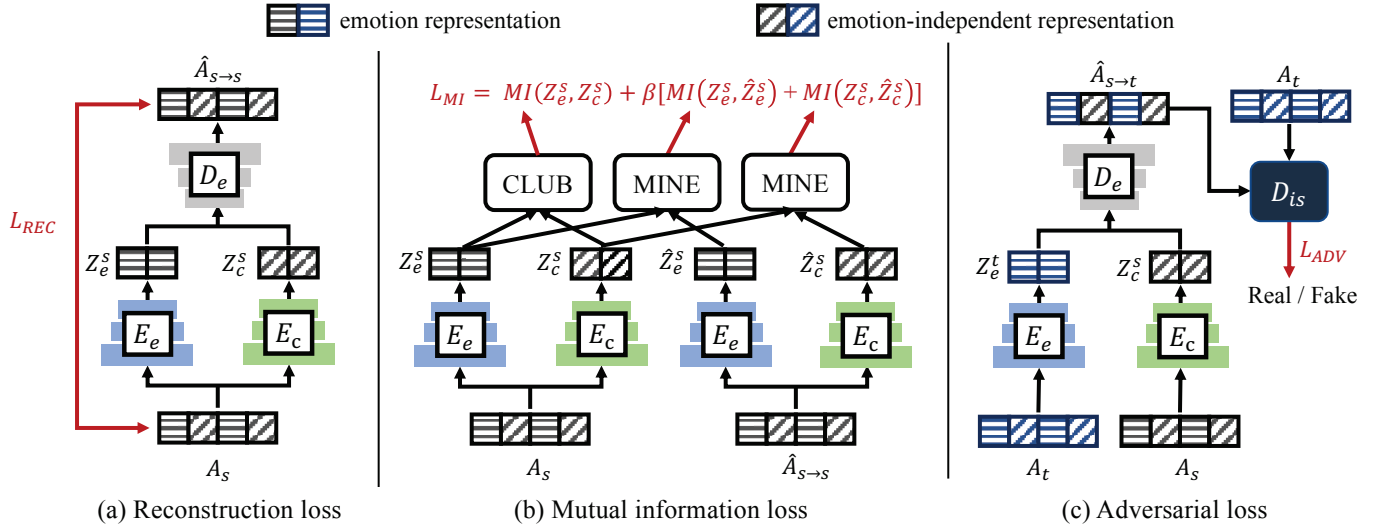 emotion representation
emotion-independent representation
Â_{s→s}
D_e
L_{REC}
Z_e^s
Z_c^s
E_e
E_c
A_s
(a) Reconstruction loss
L_{MI} = MI(Z_e^s, Z_c^s) + β[MI(Z_e^s, Ẑ_e^s) + MI(Z_c^s, Ẑ_c^s)]
CLUB
MINE
MINE
Z_e^s
Z_c^s
Ẑ_e^s
Ẑ_c^s
E_e
E_c
E_e
E_c
A_s
Â_{s→s}
(b) Mutual information loss
Â_{s→t}
A_t
D_e
D_{is}
Z_e^t
Z_c^s
L_{ADV}
Real / Fake
E_e
E_c
A_t
A_s
(c) Adversarial loss